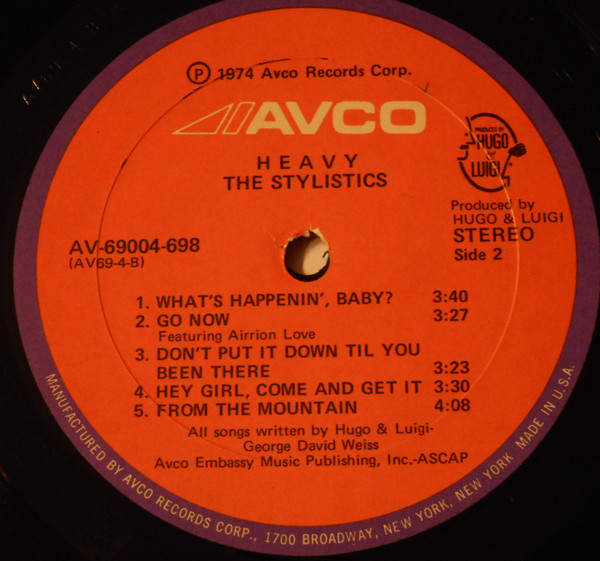 Ⓟ 1974 Avco Records Corp.
AVCO
HEAVY
THE STYLISTICS
PRODUCED BY
HUGO
LUIGI
Produced by
HUGO & LUIGI
STEREO
Side 2
AV-69004-698
(AV69-4-B)
1. WHAT'S HAPPENIN', BABY? 3:40
2. GO NOW 3:27
Featuring Airrion Love
3. DON'T PUT IT DOWN TIL YOU
BEEN THERE 3:23
4. HEY GIRL, COME AND GET IT 3:30
5. FROM THE MOUNTAIN 4:08
All songs written by Hugo & Luigi-
George David Weiss
Avco Embassy Music Publishing, Inc.-ASCAP
MANUFACTURED BY AVCO RECORDS CORP., 1700 BROADWAY, NEW YORK, NEW YORK MADE IN U.S.A.